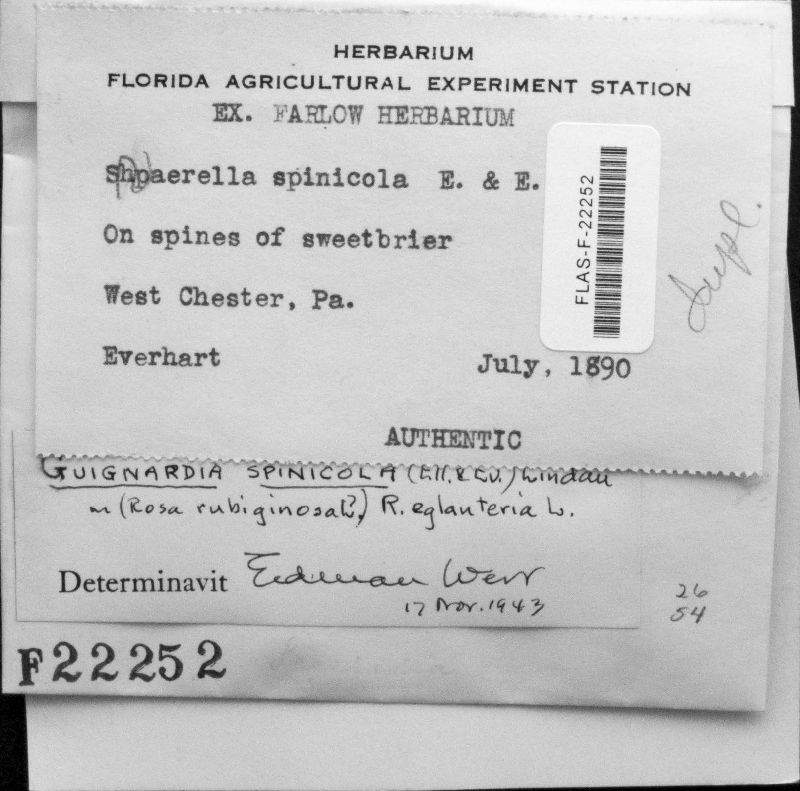 HERBARIUM
FLORIDA AGRICULTURAL EXPERIMENT STATION
EX. FARLOW HERBARIUM
Shpaerella spinicola E. & E.
On spines of sweetbrier
West Chester, Pa.
Everhart July, 1890
AUTHENTIC
FLAS-F-22252
Dupl.
GUIGNARDIA SPINICOLA (Ell. & Ev.) Lindau
on (Rosa rubiginosa L.) R. eglanteria L.
Determinavit
17 Nov. 1943
26
54
F22252